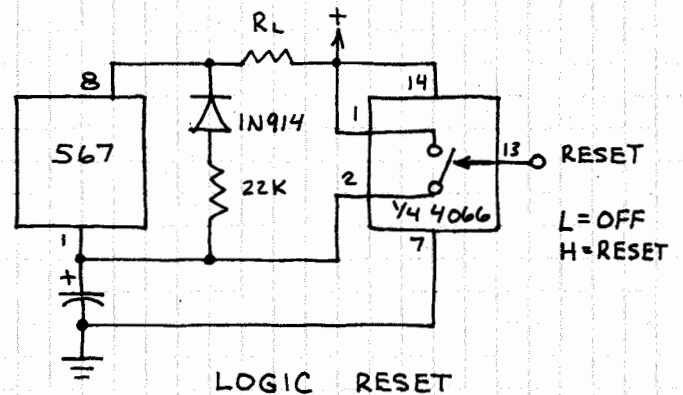 RL
+
8
14
1N914
1
567
13
RESET
22K
2
1/4 4066
L=OFF
1
7
H=RESET
+
LOGIC RESET